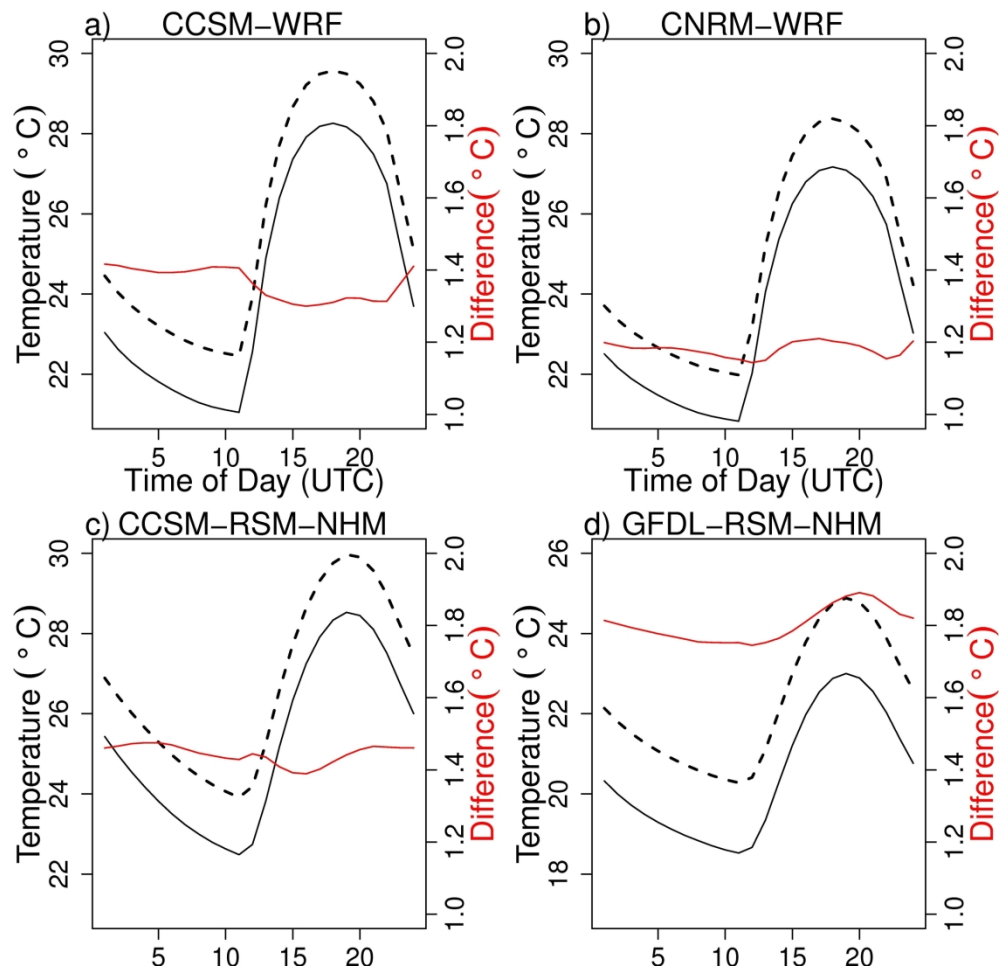 a) CCSM–WRF
30
28
26
24
22
Temperature ( ° C)
2.0
1.8
1.6
1.4
1.2
1.0
Difference( ° C)
5 10 15 20
Time of Day (UTC)
b) CNRM–WRF
30
28
26
24
22
Temperature ( ° C)
2.0
1.8
1.6
1.4
1.2
1.0
Difference( ° C)
5 10 15 20
Time of Day (UTC)
c) CCSM–RSM–NHM
30
28
26
24
22
Temperature ( ° C)
2.0
1.8
1.6
1.4
1.2
1.0
Difference( ° C)
5 10 15 20
d) GFDL–RSM–NHM
26
24
22
20
18
Temperature ( ° C)
2.0
1.8
1.6
1.4
1.2
1.0
Difference( ° C)
5 10 15 20